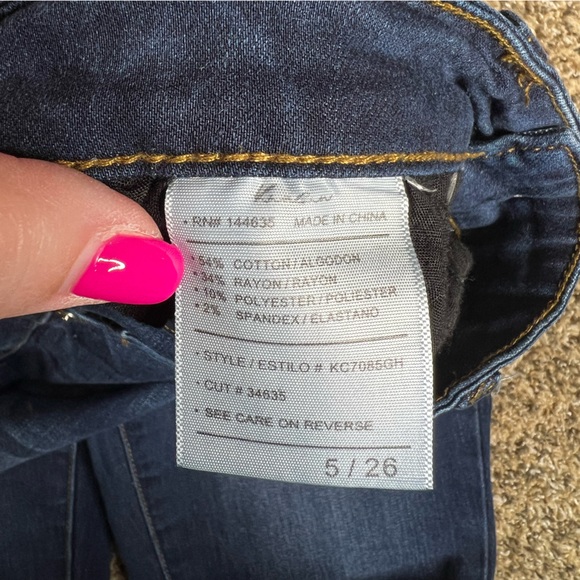 • RN# 144635 MADE IN CHINA
• 54% COTTON/ALGODON
• 34% RAYON/RAYON
• 10% POLYESTER/POLIESTER
• 2% SPANDEX/ELASTANO
• STYLE / ESTILO # KC7085GH
• CUT # 34635
• SEE CARE ON REVERSE
5 / 26